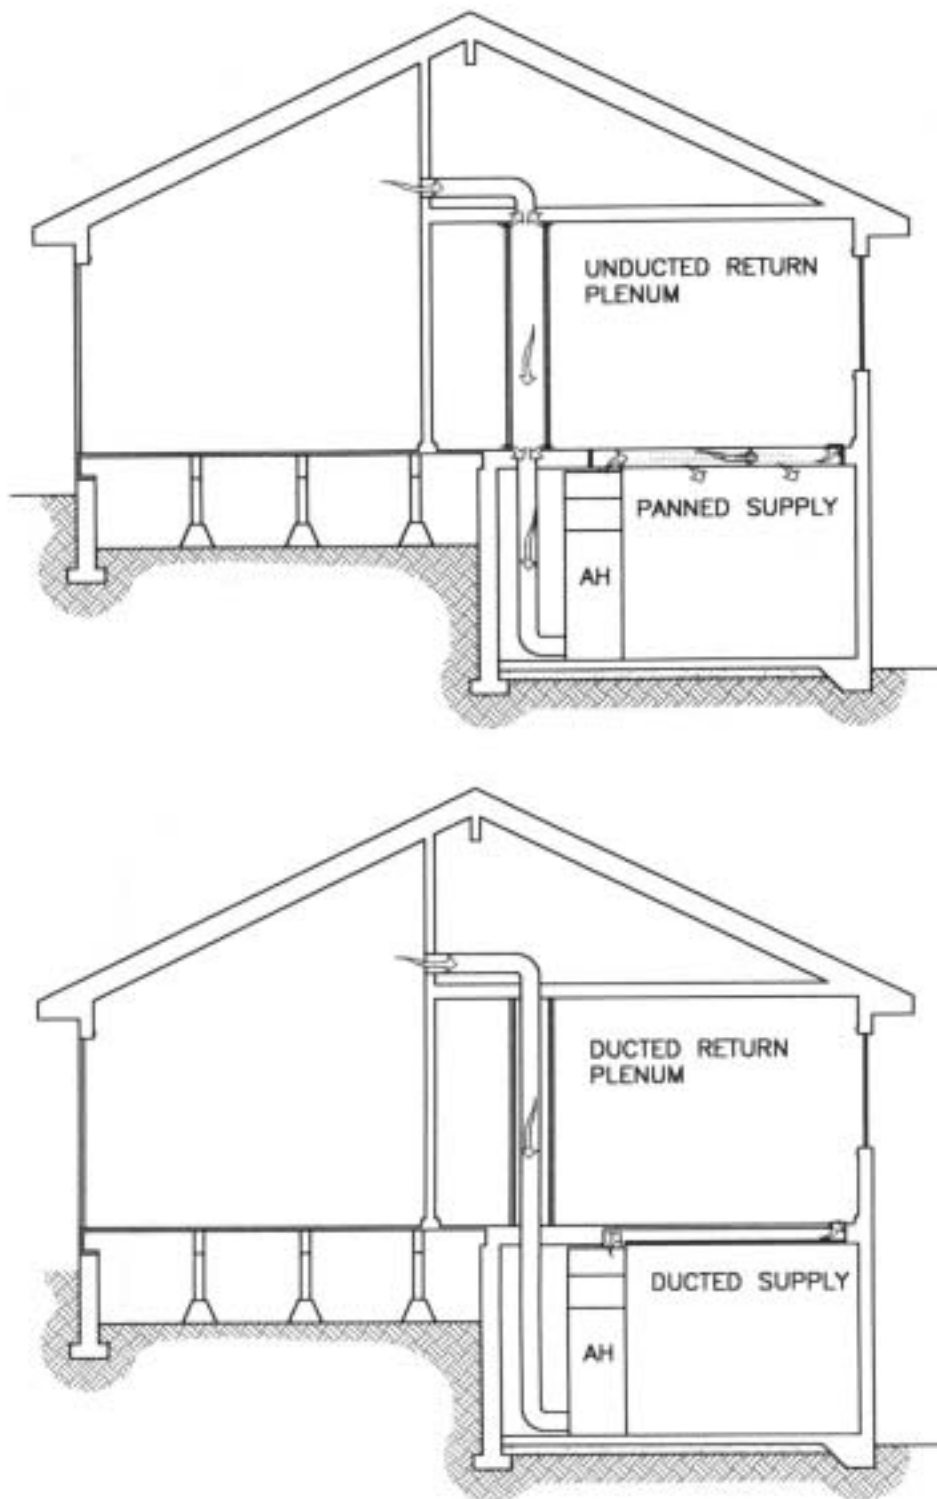 UNDUCTED RETURN
PLENUM
PANNED SUPPLY
AH
DUCTED RETURN
PLENUM
DUCTED SUPPLY
AH